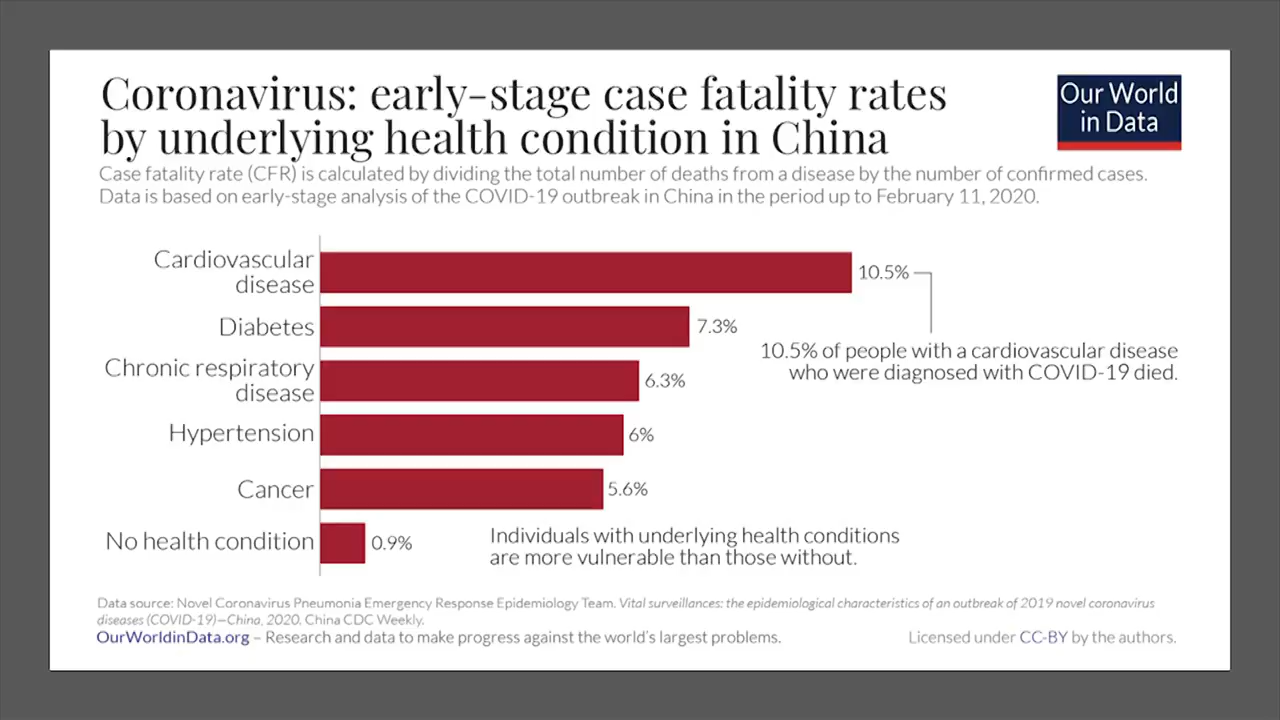 Coronavirus: early-stage case fatality rates
by underlying health condition in China
Our World
in Data
Case fatality rate (CFR) is calculated by dividing the total number of deaths from a disease by the number of confirmed cases.
Data is based on early-stage analysis of the COVID-19 outbreak in China in the period up to February 11, 2020.
Cardiovascular
disease
10.5%
Diabetes
7.3%
10.5% of people with a cardiovascular disease
who were diagnosed with COVID-19 died.
Chronic respiratory
disease
6.3%
Hypertension
6%
Cancer
5.6%
No health condition
0.9%
Individuals with underlying health conditions
are more vulnerable than those without.
Data source: Novel Coronavirus Pneumonia Emergency Response Epidemiology Team. Vital surveillances: the epidemiological characteristics of an outbreak of 2019 novel coronavirus
diseases (COVID-19)—China, 2020. China CDC Weekly.
OurWorldinData.org – Research and data to make progress against the world's largest problems.
Licensed under CC-BY by the authors.